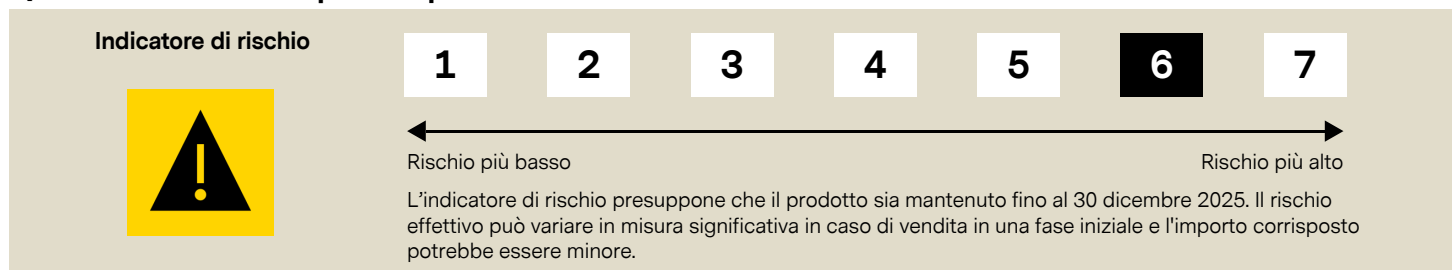 Indicatore di rischio
1 2 3 4 5 6 7
Rischio più basso Rischio più alto
L'indicatore di rischio presuppone che il prodotto sia mantenuto fino al 30 dicembre 2025. Il rischio
effettivo può variare in misura significativa in caso di vendita in una fase iniziale e l'importo corrisposto
potrebbe essere minore.